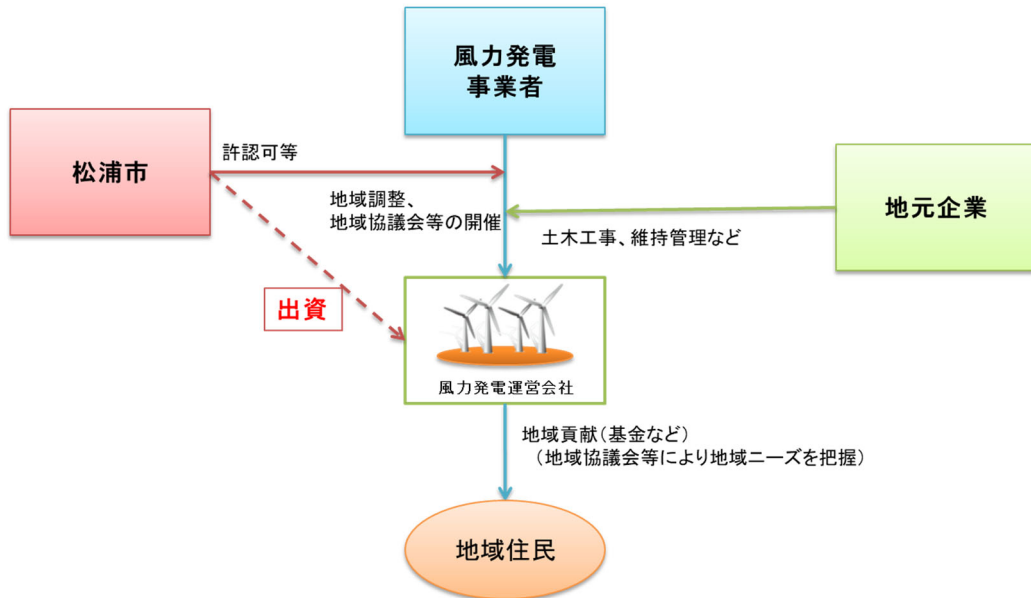 風力発電
事業者
松浦市
許認可等
地域調整、
地域協議会等の開催
地元企業
土木工事、維持管理など
出資
風力発電運営会社
地域貢献(基金など)
(地域協議会等により地域ニーズを把握)
地域住民